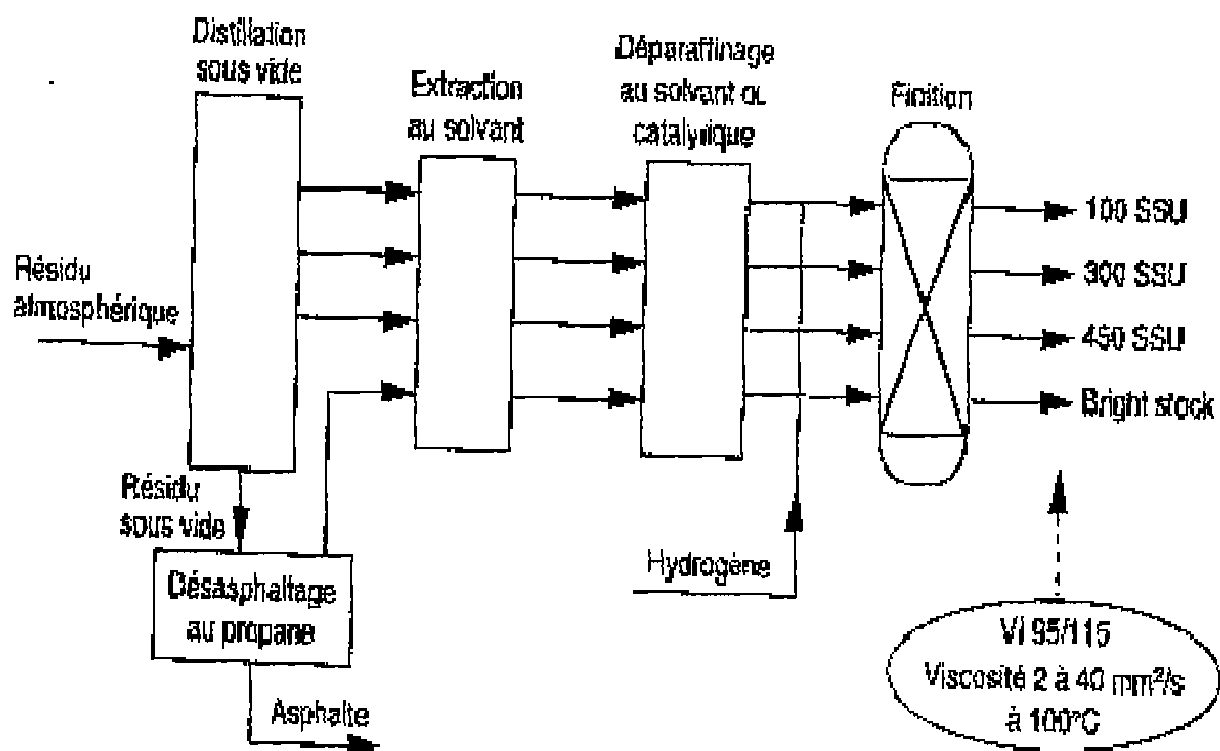 Distillation
sous vide
Extraction
au solvant
Déparaffinage
au solvant ou
catalyrique
Finition
Résidu
atmosphérique
100 SSU
300 SSU
450 SSU
Bright stock
Résidu
sous vide
Désasphaltage
au propane
Hydrogène
Asphalte
VI 95/115
Viscosité 2 à 40 mm²/s
à 100°C